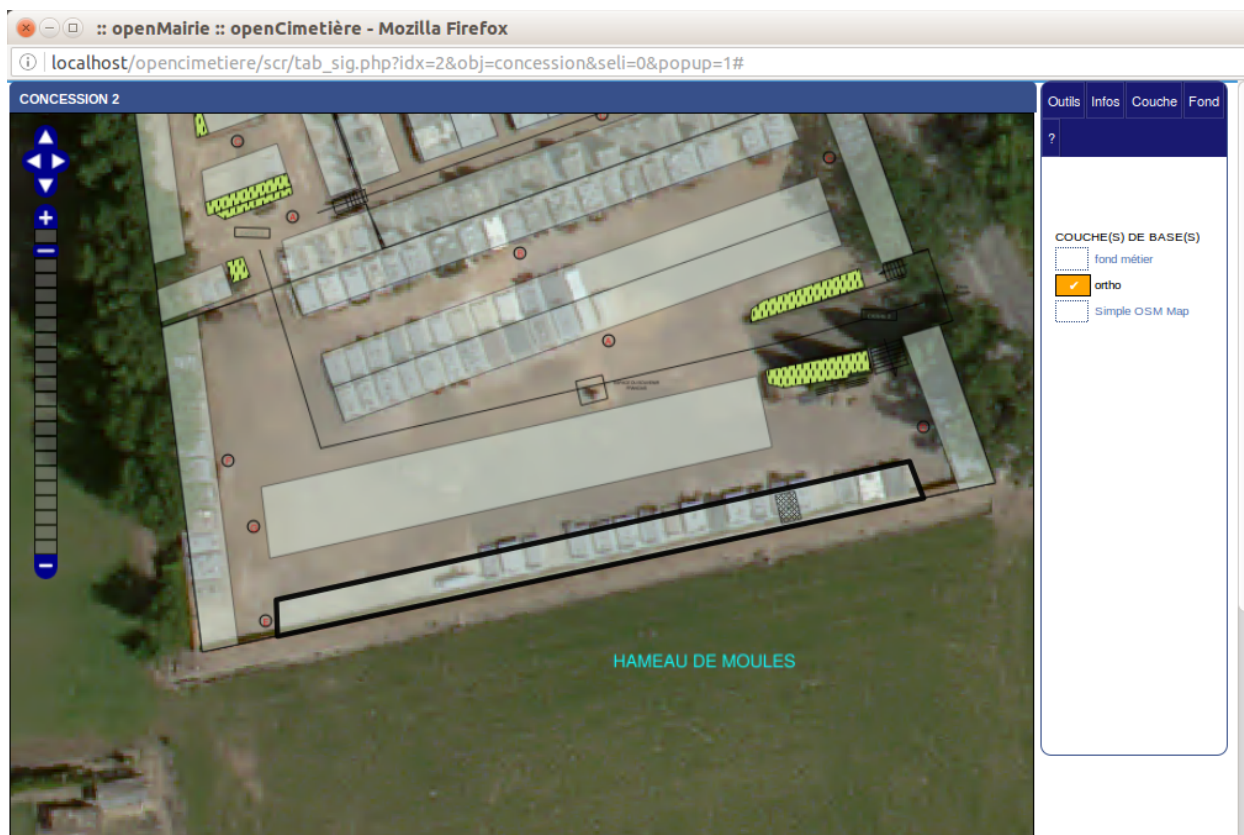 :: openMairie :: openCimetière - Mozilla Firefox
localhost/opencimetiere/scr/tab_sig.php?idx=2&obj=concession&seli=0&popup=1#
CONCESSION 2
Outils Infos Couche Fond
?
COUCHE(S) DE BASE(S)
fond métier
ortho
Simple OSM Map
HAMEAU DE MOULES